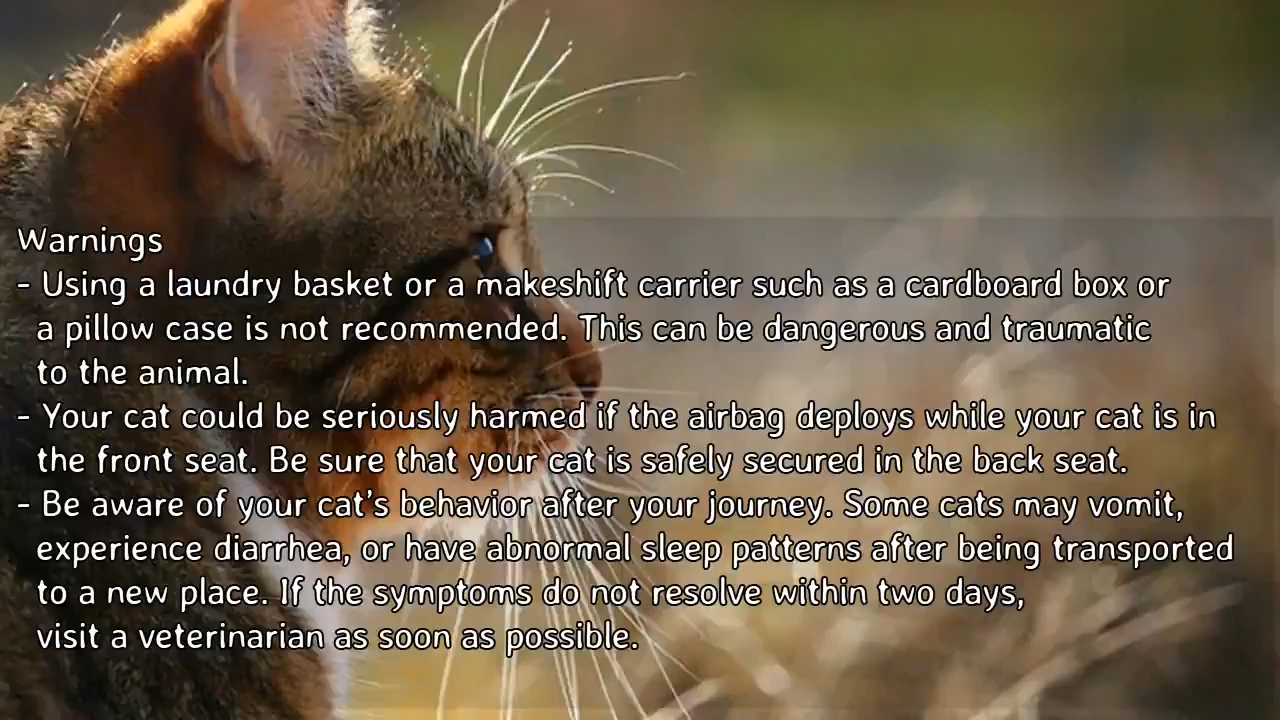 Warnings
- Using a laundry basket or a makeshift carrier such as a cardboard box or
a pillow case is not recommended. This can be dangerous and traumatic
to the animal.
- Your cat could be seriously harmed if the airbag deploys while your cat is in
the front seat. Be sure that your cat is safely secured in the back seat.
- Be aware of your cat's behavior after your journey. Some cats may vomit,
experience diarrhea, or have abnormal sleep patterns after being transported
to a new place. If the symptoms do not resolve within two days,
visit a veterinarian as soon as possible.